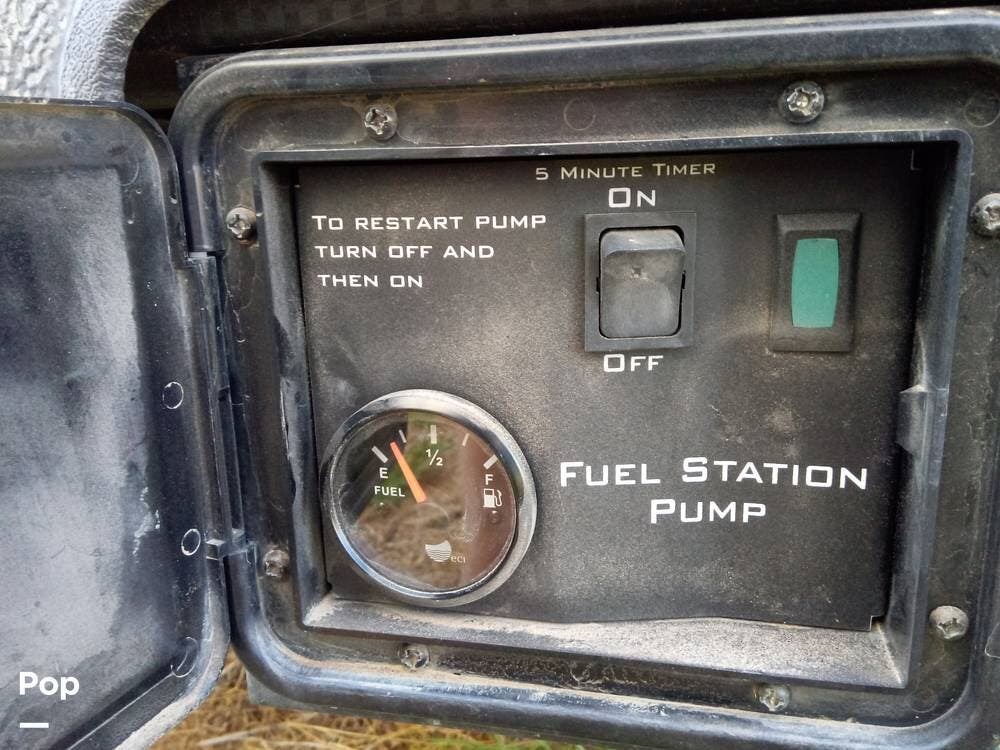 5 Minute Timer
On
To restart pump
turn off and
then on
Off
E
1/2
F
FUEL
eci
Fuel Station
Pump
Pop